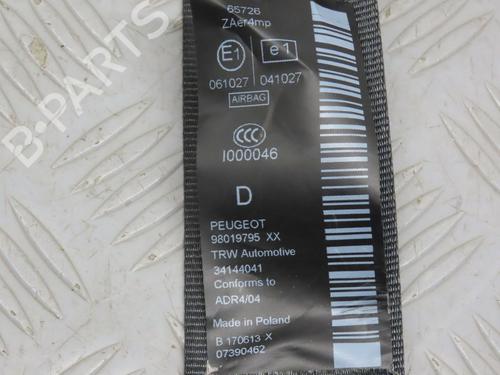 65726
ZAer4mp
E1 e1
061027 041027
AIRBAG
CCC
I000046
D
PEUGEOT
98019795 XX
TRW Automotive
34144041
Conforms to
ADR4/04
Made in Poland
B 170613 X
07390462
B-PARTS